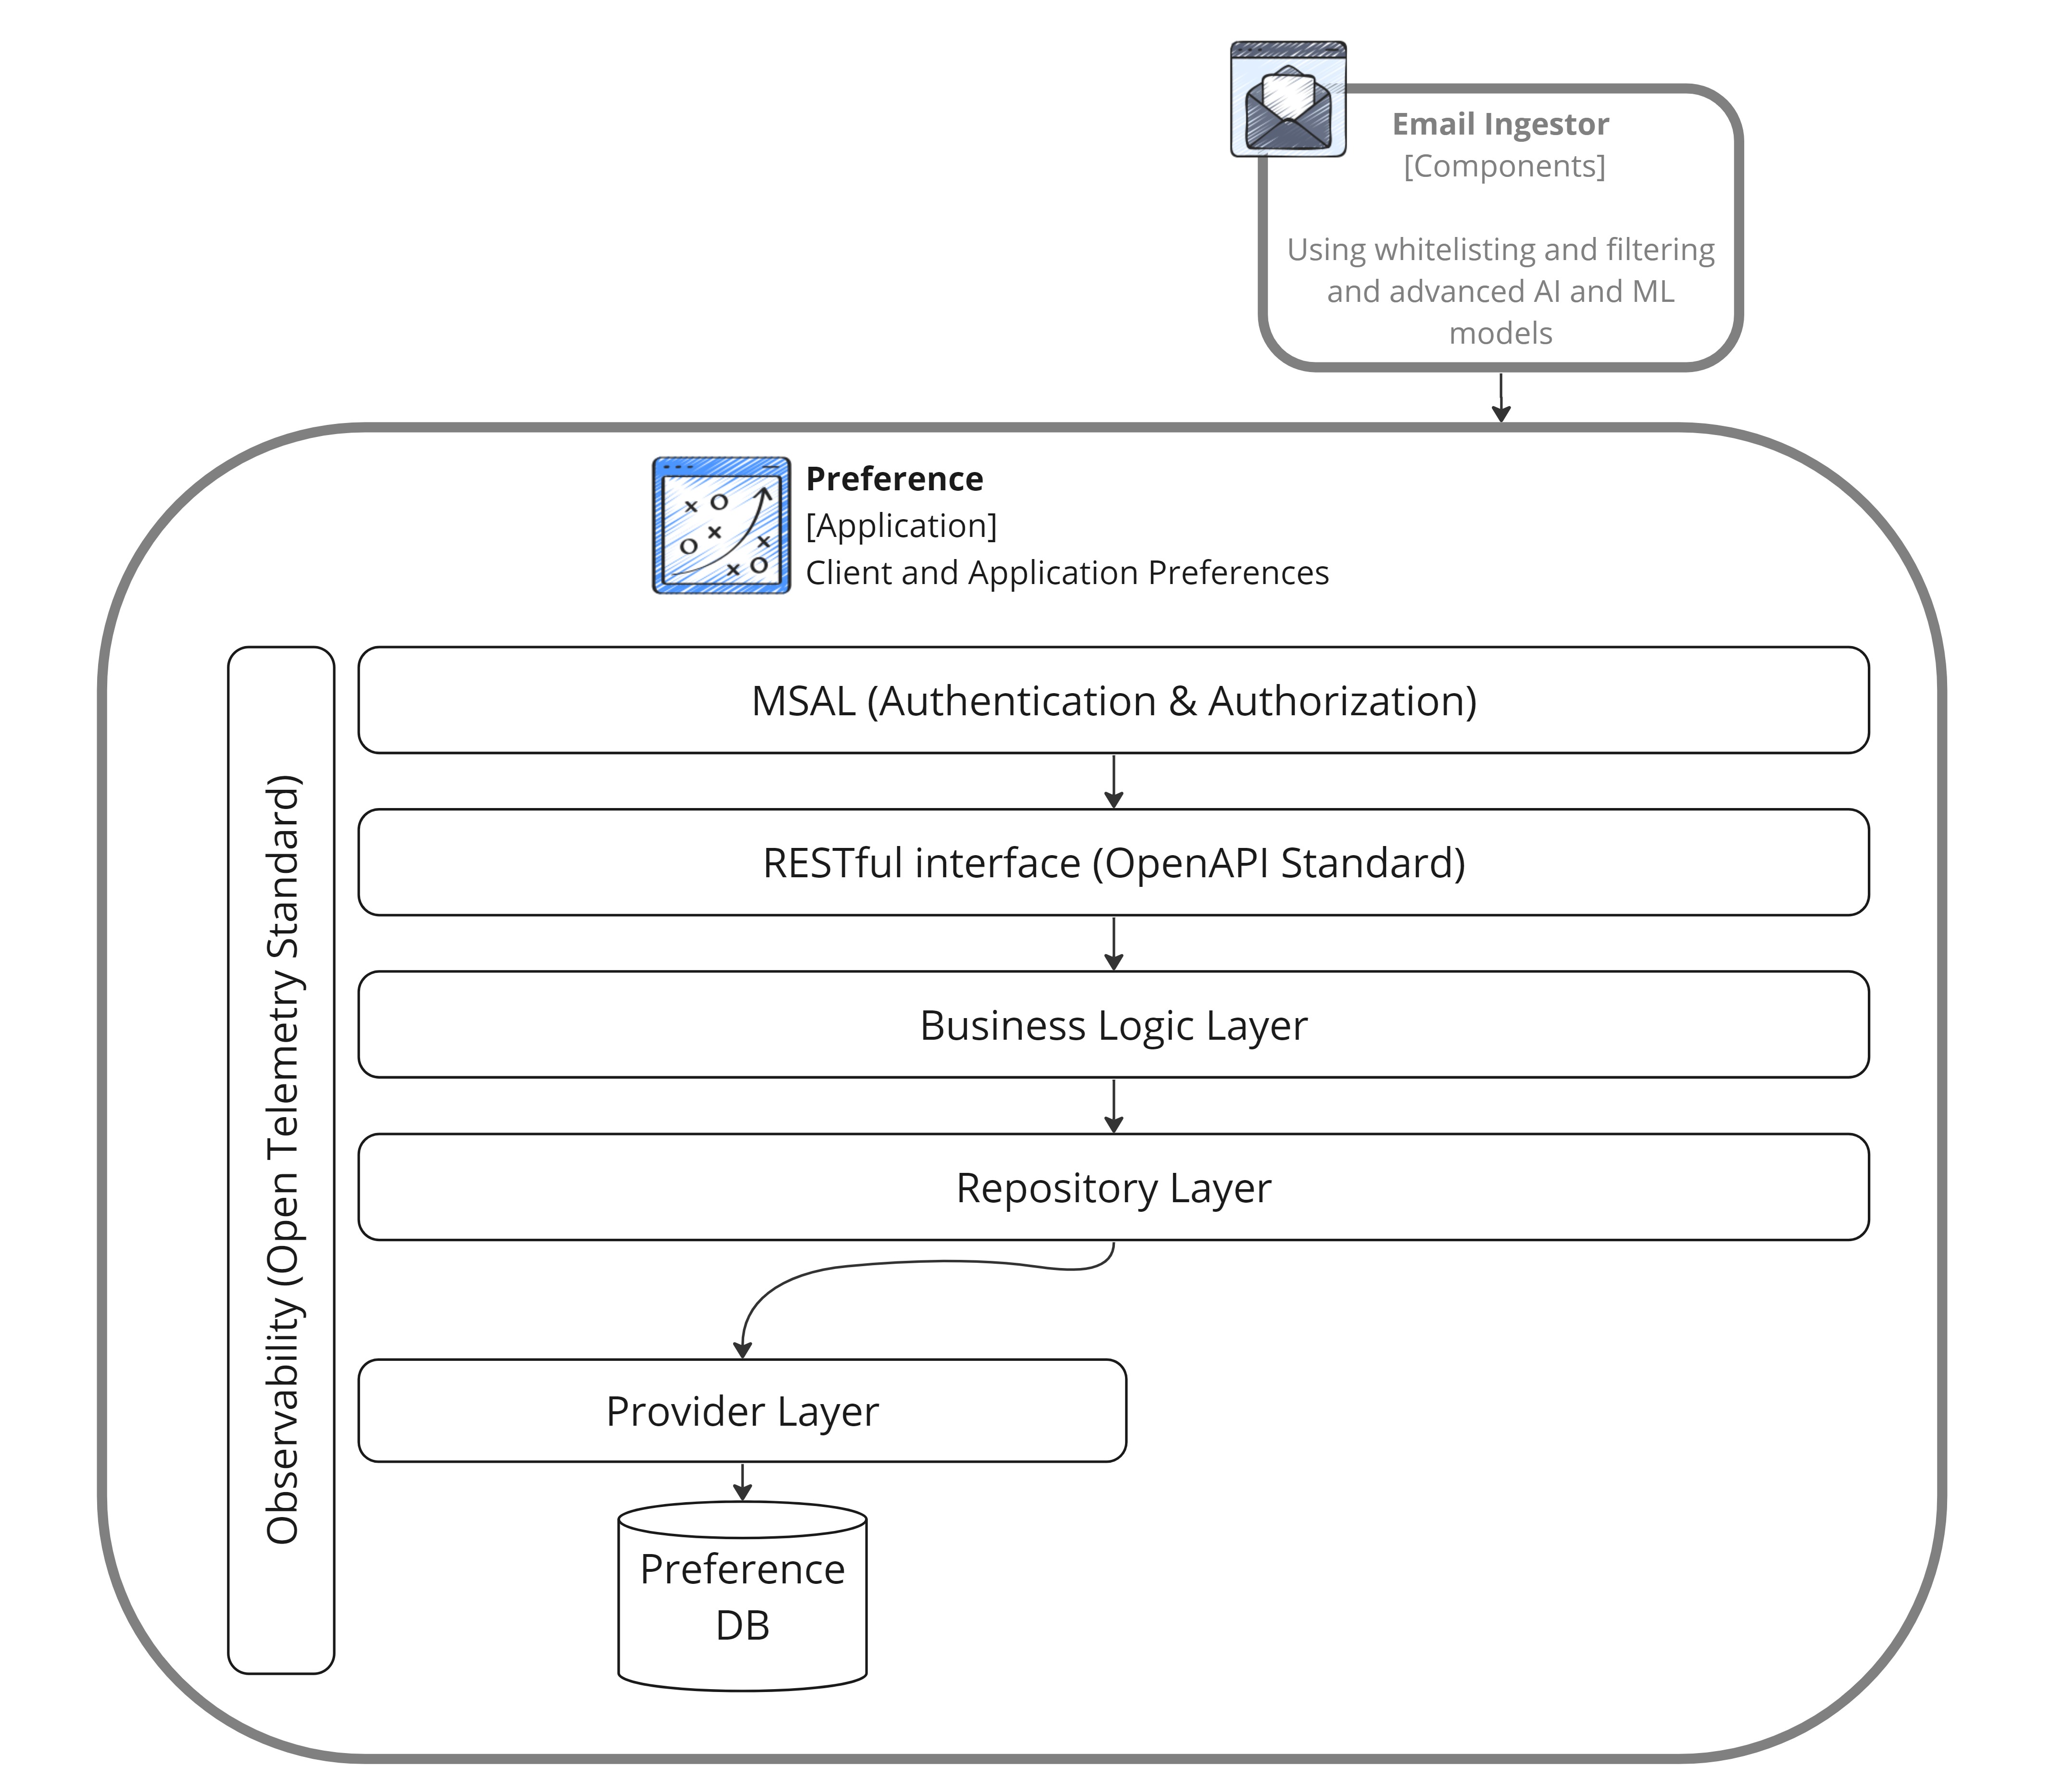 Email Ingestor
[Components]
Using whitelisting and filtering
and advanced AI and ML
models
Preference
[Application]
Client and Application Preferences
Observability (Open Telemetry Standard)
MSAL (Authentication & Authorization)
RESTful interface (OpenAPI Standard)
Business Logic Layer
Repository Layer
Provider Layer
Preference
DB